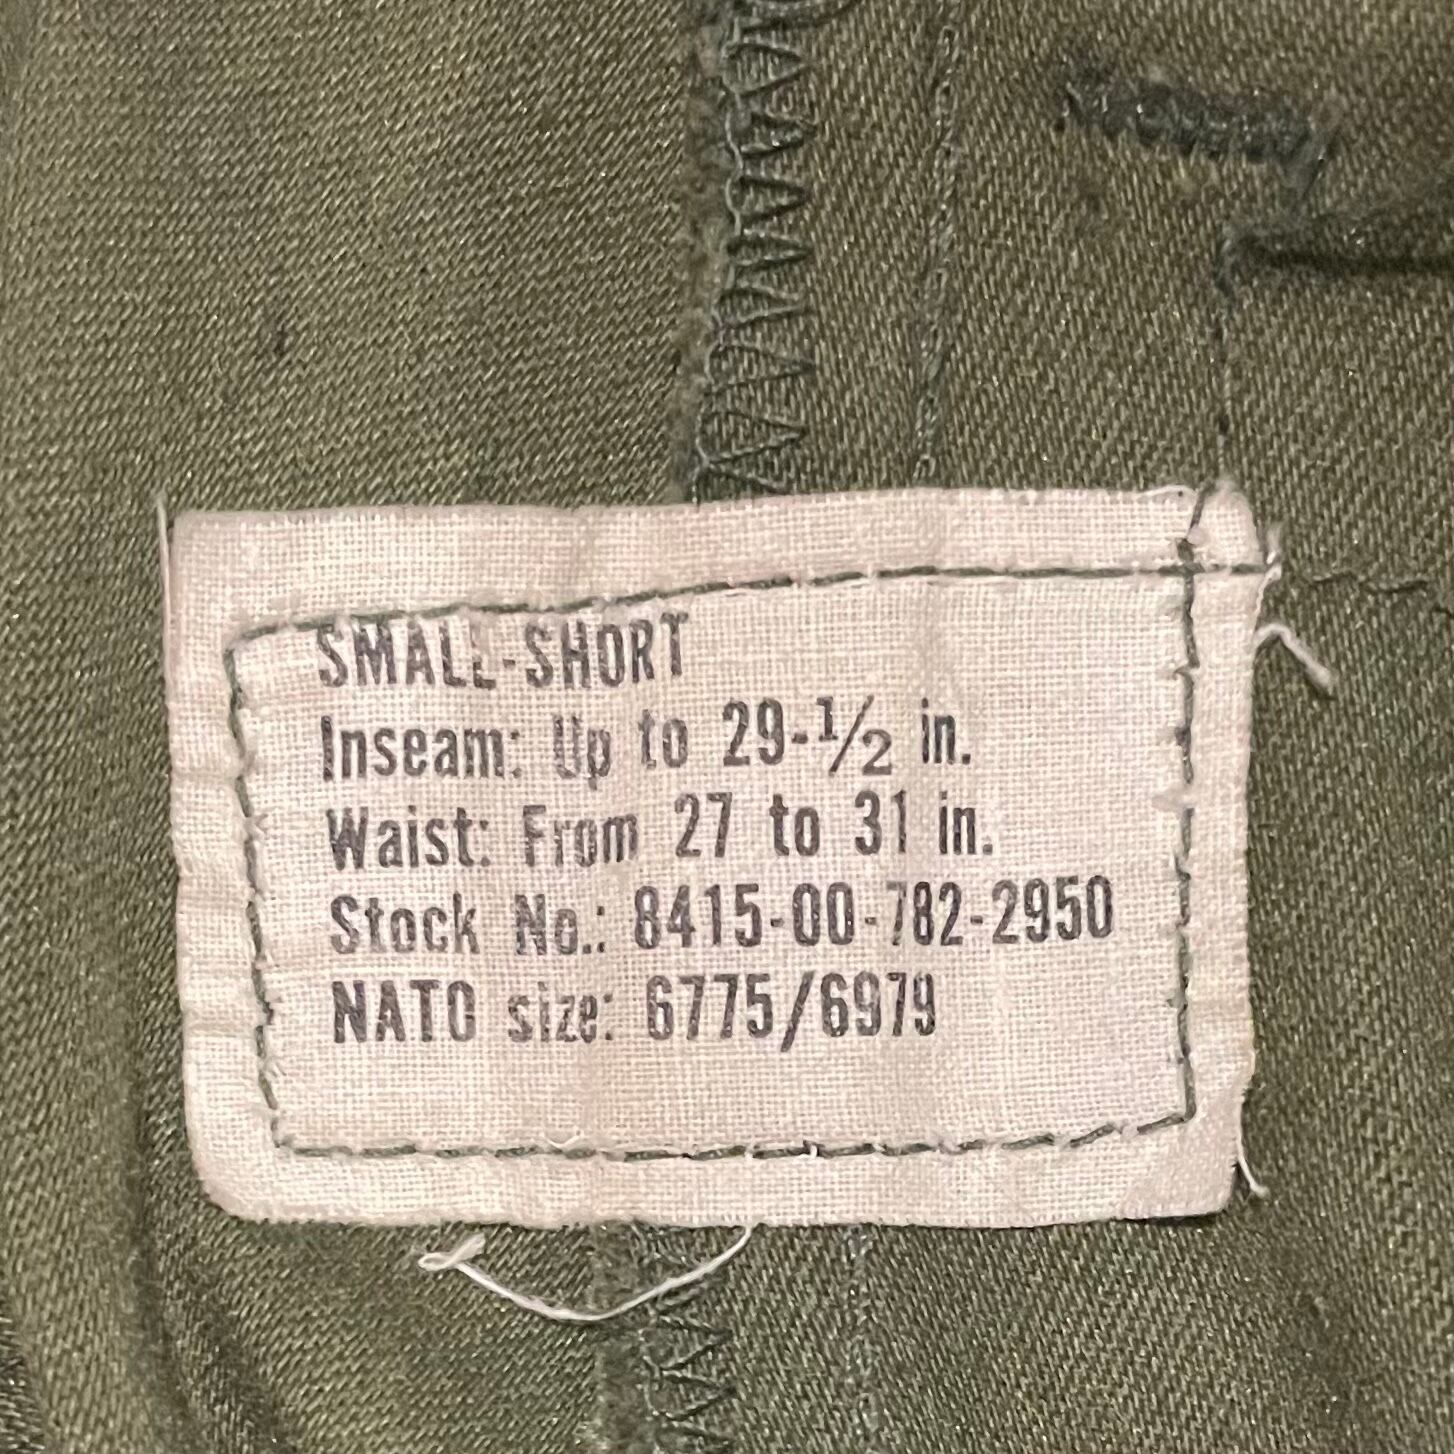 SMALL-SHORT
Inseam: Up to 29-1/2 in.
Waist: From 27 to 31 in.
Stock No.: 8415-00-782-2950
NATO size: 6775/6979